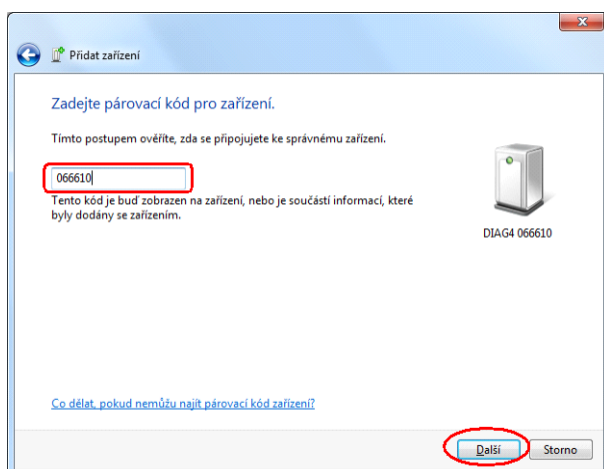 Přidat zařízení
Zadejte párovací kód pro zařízení.
Tímto postupem ověříte, zda se připojujete ke správnému zařízení.
066610
Tento kód je buď zobrazen na zařízení, nebo je součástí informací, které
byly dodány se zařízením.
DIAG4 066610
Co dělat, pokud nemůžu najít párovací kód zařízení?
Další
Storno